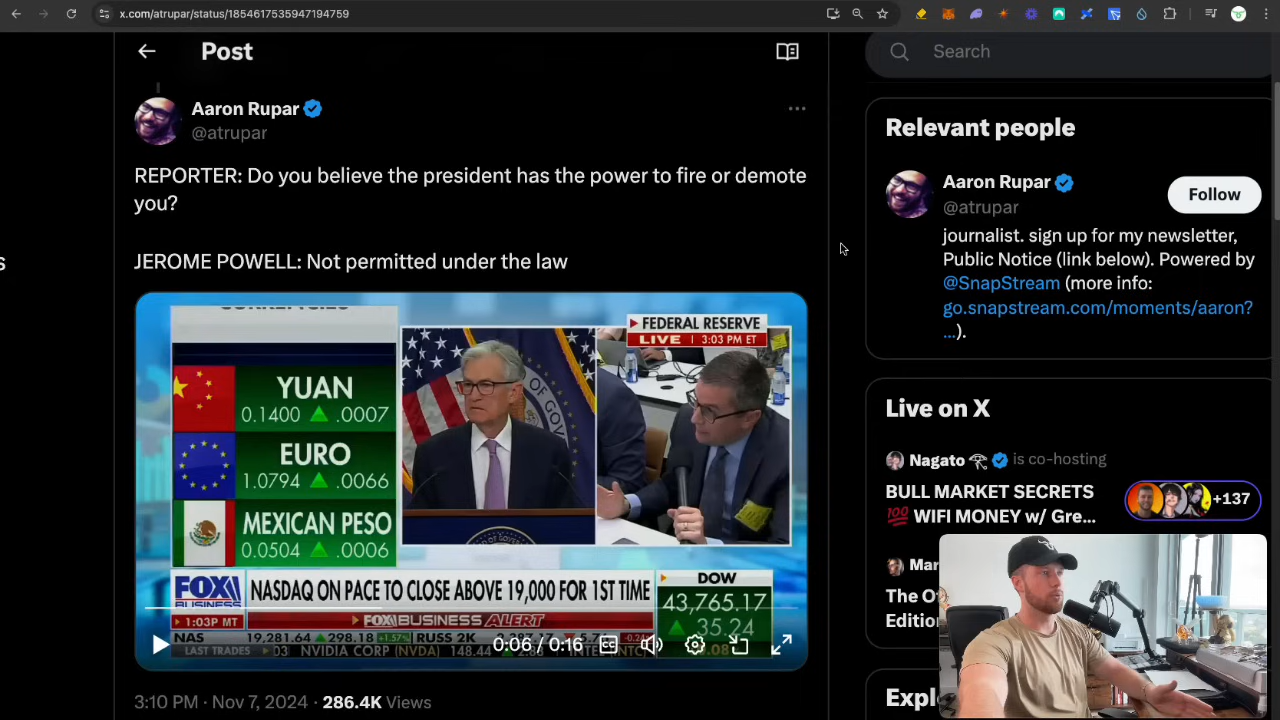 x.com/atrupar/status/1854617535947194759
Post
Search
Aaron Rupar
@atrupar
REPORTER: Do you believe the president has the power to fire or demote
you?
JEROME POWELL: Not permitted under the law
FEDERAL RESERVE
LIVE 3:03 PM ET
YUAN
0.1400 ▲ .0007
EURO
1.0794 ▲ .0066
MEXICAN PESO
0.0504 ▲ .0006
FOX
BUSINESS
NASDAQ ON PACE TO CLOSE ABOVE 19,000 FOR 1ST TIME
DOW
43,765.17
▲ 35.24
1:03P MT
FOX BUSINESS ALERT
NAS 19,281.64 ▲ 298.18 +1.57% RUSS 2K
LAST TRADES
NVIDIA CORP (NVDA) 148.44
0:06 / 0:16
3:10 PM · Nov 7, 2024 · 286.4K Views
Relevant people
Aaron Rupar
@atrupar
Follow
journalist. sign up for my newsletter,
Public Notice (link below). Powered by
@SnapStream (more info:
go.snapstream.com/moments/aaron?
...).
Live on X
Nagato is co-hosting
BULL MARKET SECRETS
💯 WIFI MONEY w/ Gre...
+137
Mar
The O
Edition
Expl